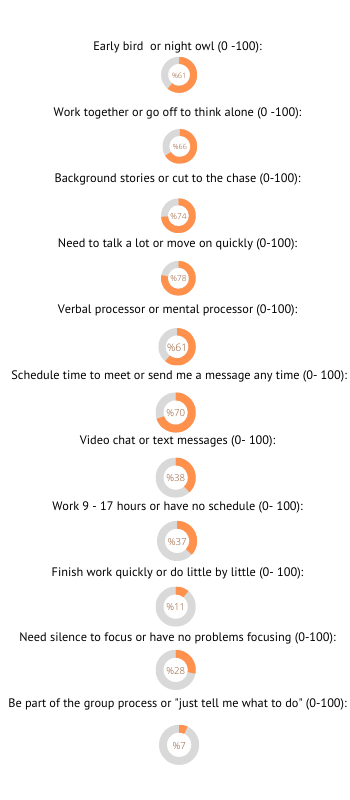 Early bird  or night owl (0 -100):
%61
Work together or go off to think alone (0 -100):
%66
Background stories or cut to the chase (0-100):
%74
Need to talk a lot or move on quickly (0-100):
%78
Verbal processor or mental processor (0-100):
%61
Schedule time to meet or send me a message any time (0- 100):
%70
Video chat or text messages (0- 100):
%38
Work 9 - 17 hours or have no schedule (0- 100):
%37
Finish work quickly or do little by little (0- 100):
%11
Need silence to focus or have no problems focusing (0-100):
%28
Be part of the group process or "just tell me what to do" (0-100):
%7